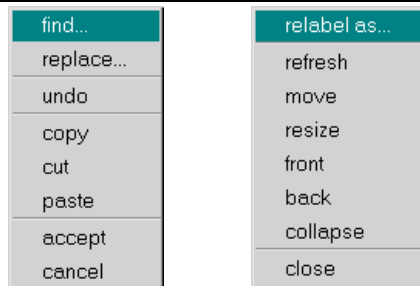 find...
replace...
undo
copy
cut
paste
accept
cancel
relabel as...
refresh
move
resize
front
back
collapse
close